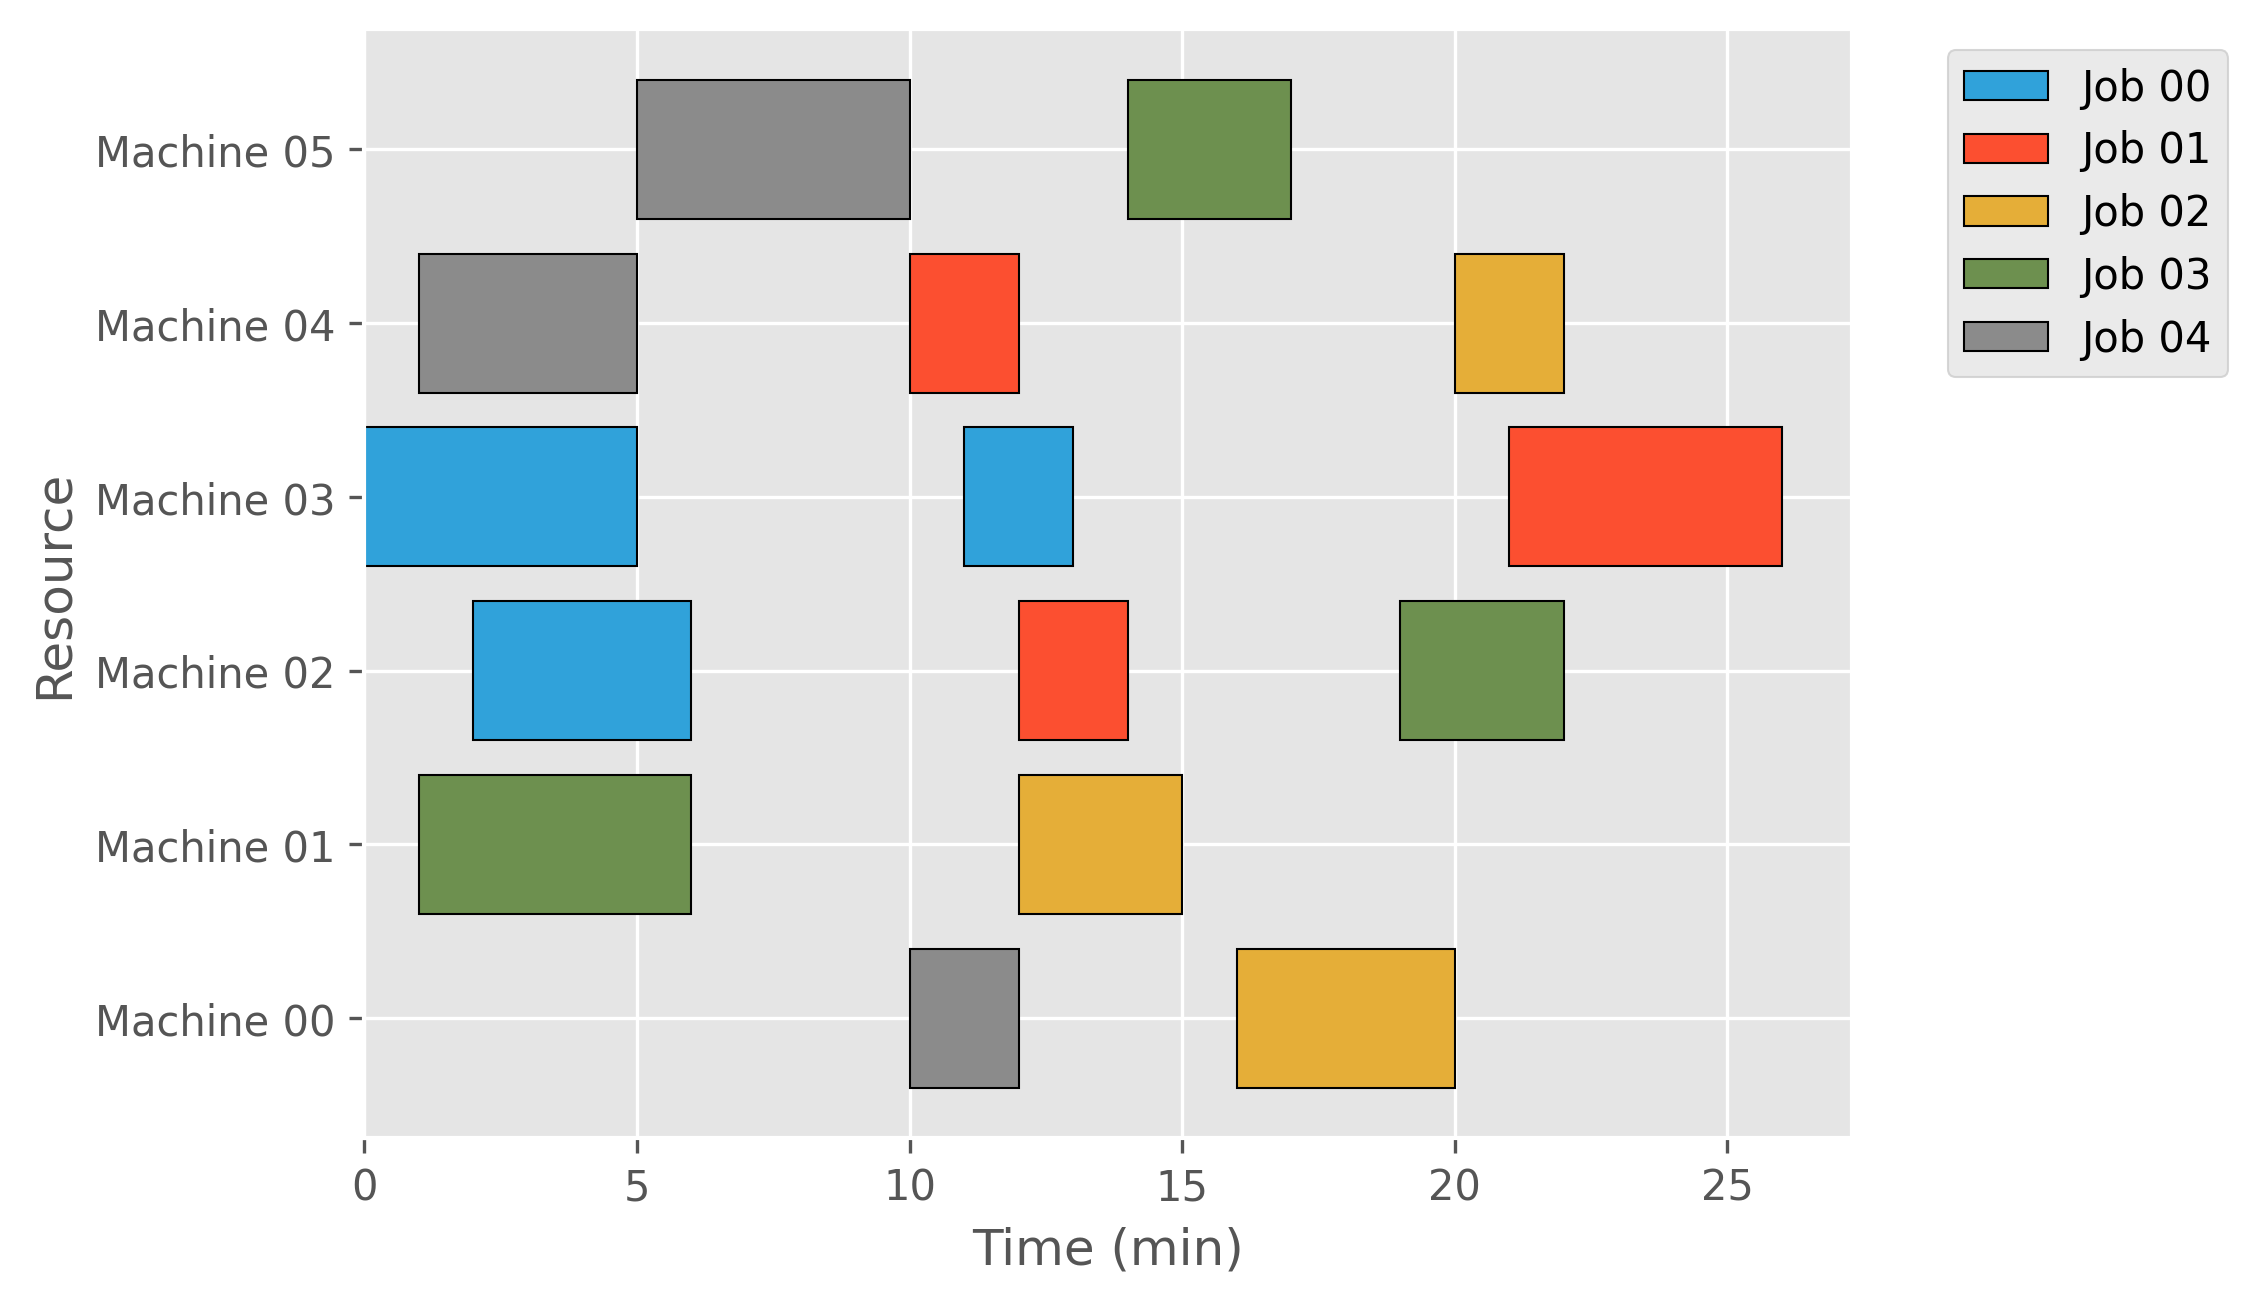 Machine 05
Machine 04
Machine 03
Machine 02
Machine 01
Machine 00
Resource
0 5 10 15 20 25
Time (min)
Job 00
Job 01
Job 02
Job 03
Job 04